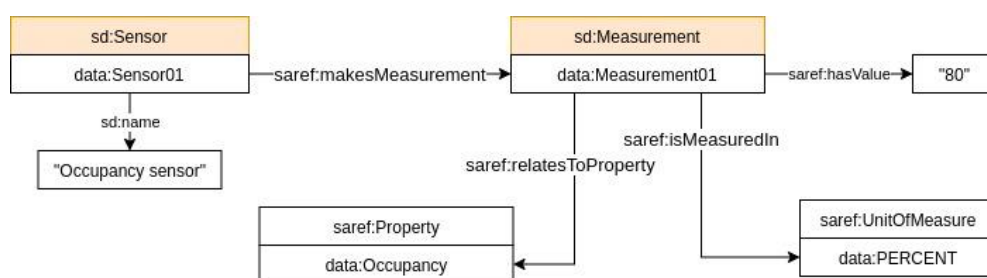 sd:Sensor
data:Sensor01
saref:makesMeasurement
sd:Measurement
data:Measurement01
saref:hasValue
"80"
sd:name
"Occupancy sensor"
saref:relatesToProperty
saref:isMeasuredIn
saref:Property
data:Occupancy
saref:UnitOfMeasure
data:PERCENT